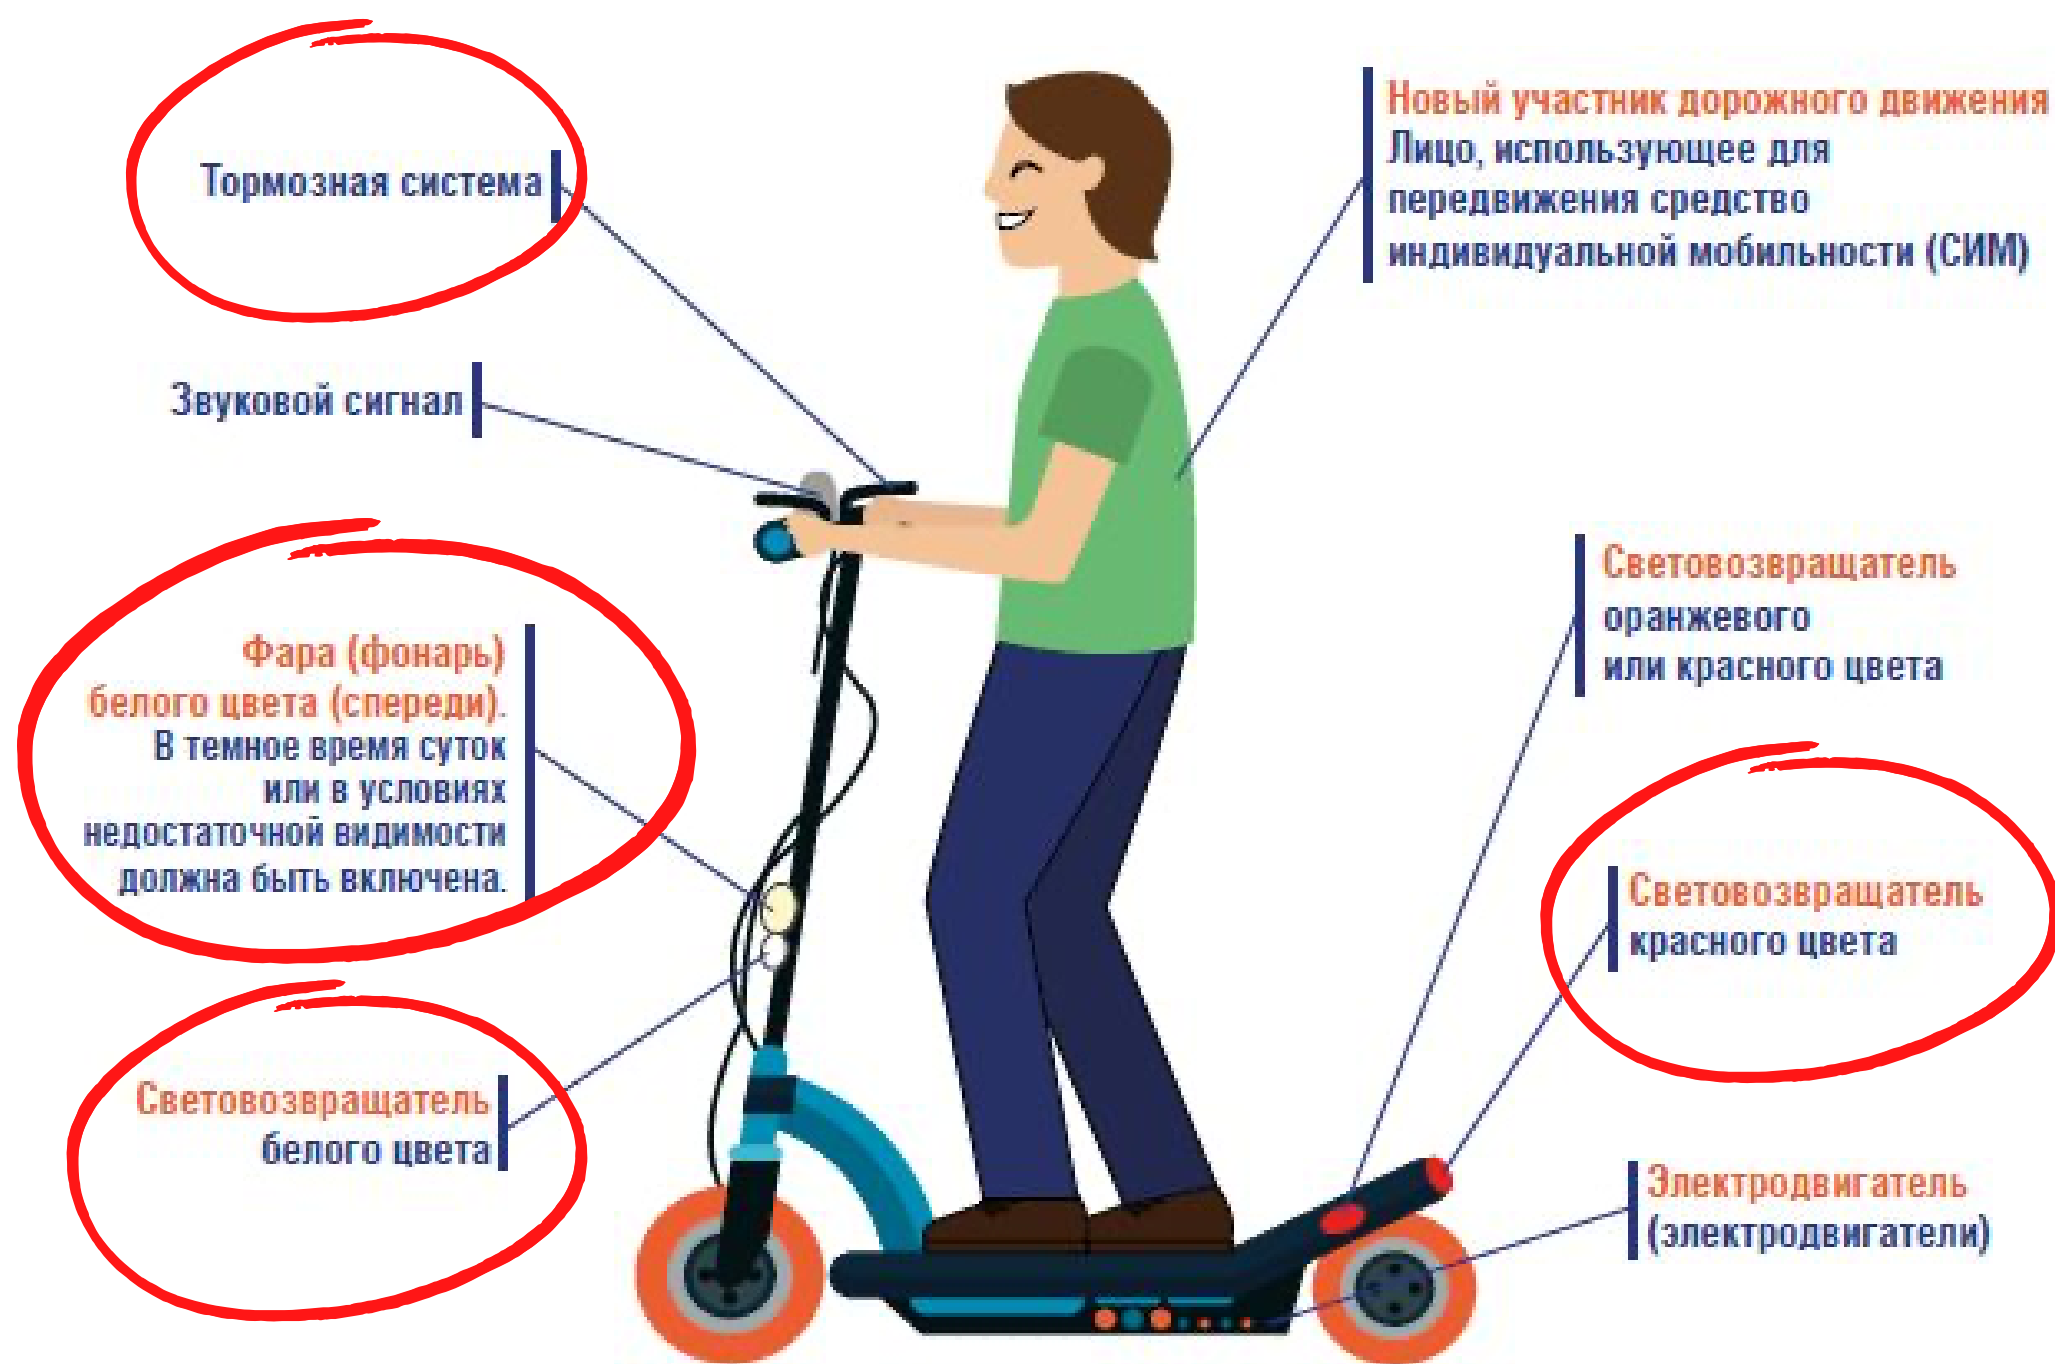 Тормозная система
Звуковой сигнал
Фара (фонарь)
белого цвета (спереди).
В темное время суток
или в условиях
недостаточной видимости
должна быть включена.
Световозвращатель
белого цвета
Новый участник дорожного движения
Лицо, использующее для
передвижения средство
индивидуальной мобильности (СИМ)
Световозвращатель
оранжевого
или красного цвета
Световозвращатель
красного цвета
Электродвигатель
(электродвигатели)